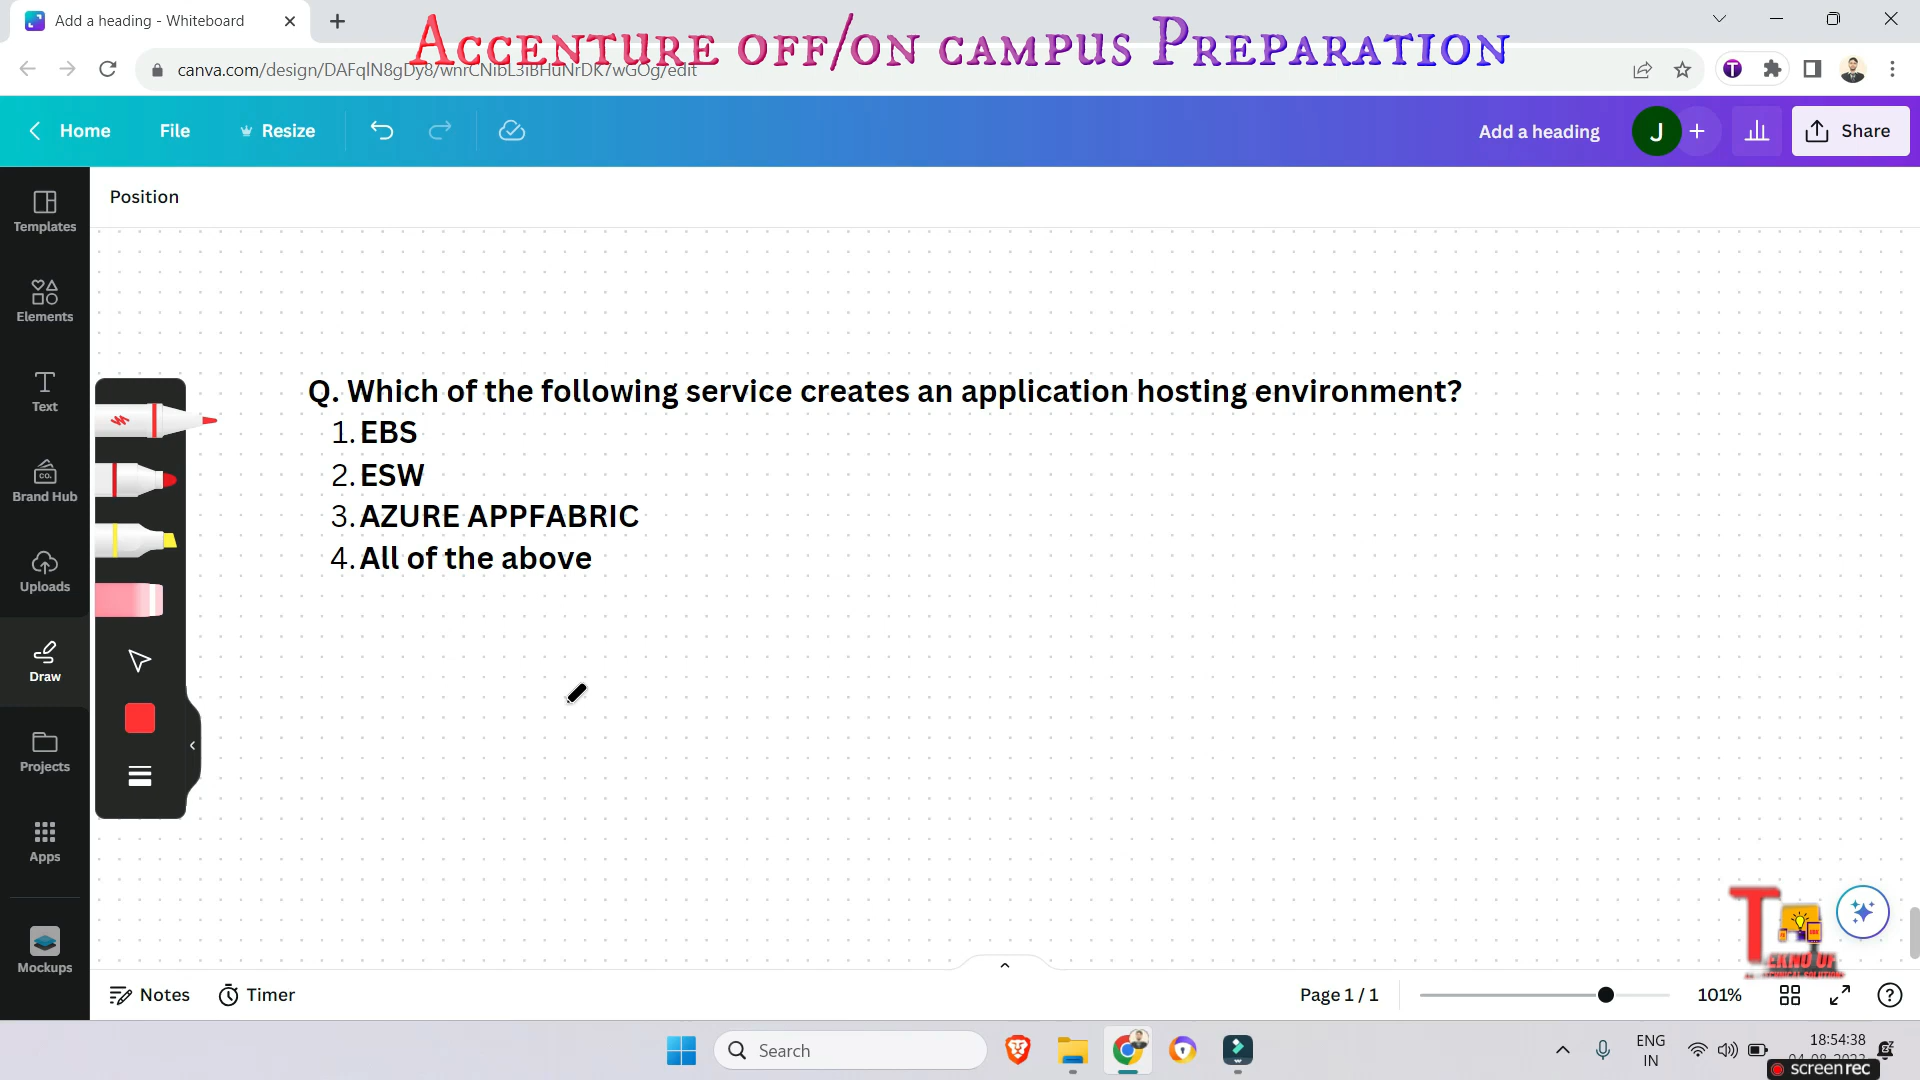 Add a heading - Whiteboard
Accenture off/on campus Preparation
canva.com/design/DAFqlN8gDy8/wnrCNibL3iBHuNrDK7wGOg/edit
Home File Resize Add a heading J Share
Position
Templates
Elements
Text
Brand Hub
Uploads
Draw
Projects
Apps
Mockups
Q. Which of the following service creates an application hosting environment?
1. EBS
2. ESW
3. AZURE APPFABRIC
4. All of the above
Notes Timer Page 1 / 1 101%
Search
ENG
IN
18:54:38
screenrec